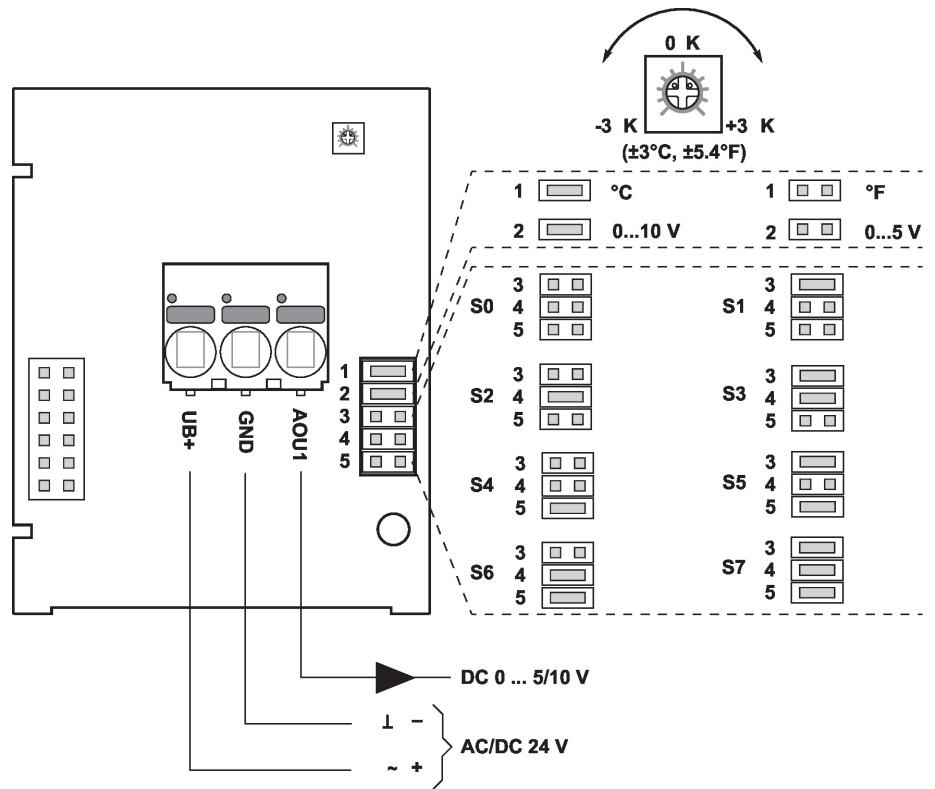 0 K
-3 K +3 K
(±3°C, ±5.4°F)
1 °C 1 °F
2 0...10 V 2 0...5 V
S0 3 4 5
S1 3 4 5
S2 3 4 5
S3 3 4 5
S4 3 4 5
S5 3 4 5
S6 3 4 5
S7 3 4 5
1
2
3
4
5
UB+
GND
AOU1
DC 0 ... 5/10 V
⊥ −
AC/DC 24 V
~ +